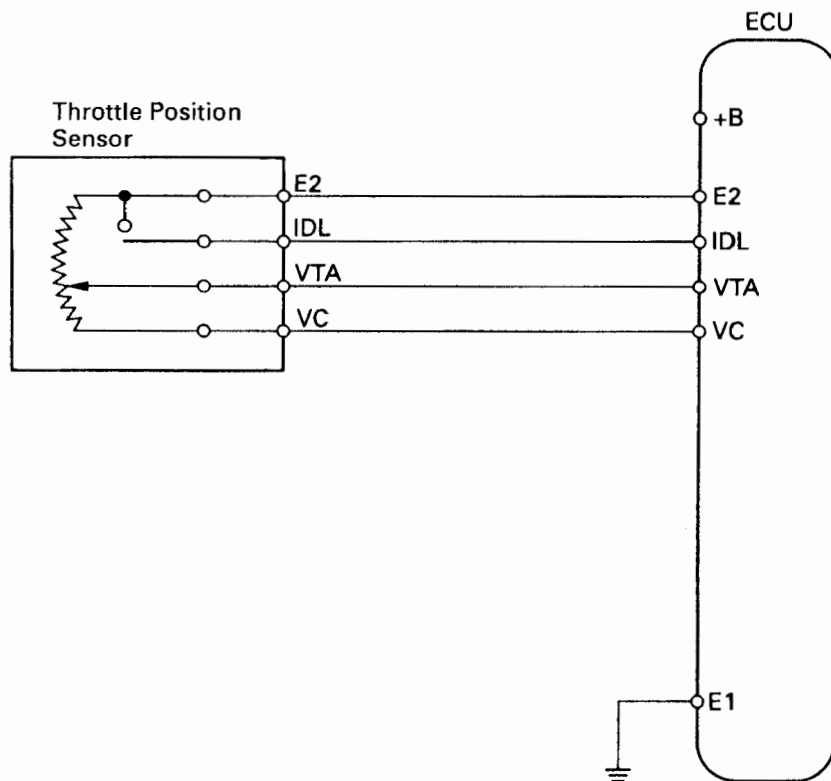 ECU
Throttle Position
Sensor
+B
E2
E2
IDL
IDL
VTA
VTA
VC
VC
E1